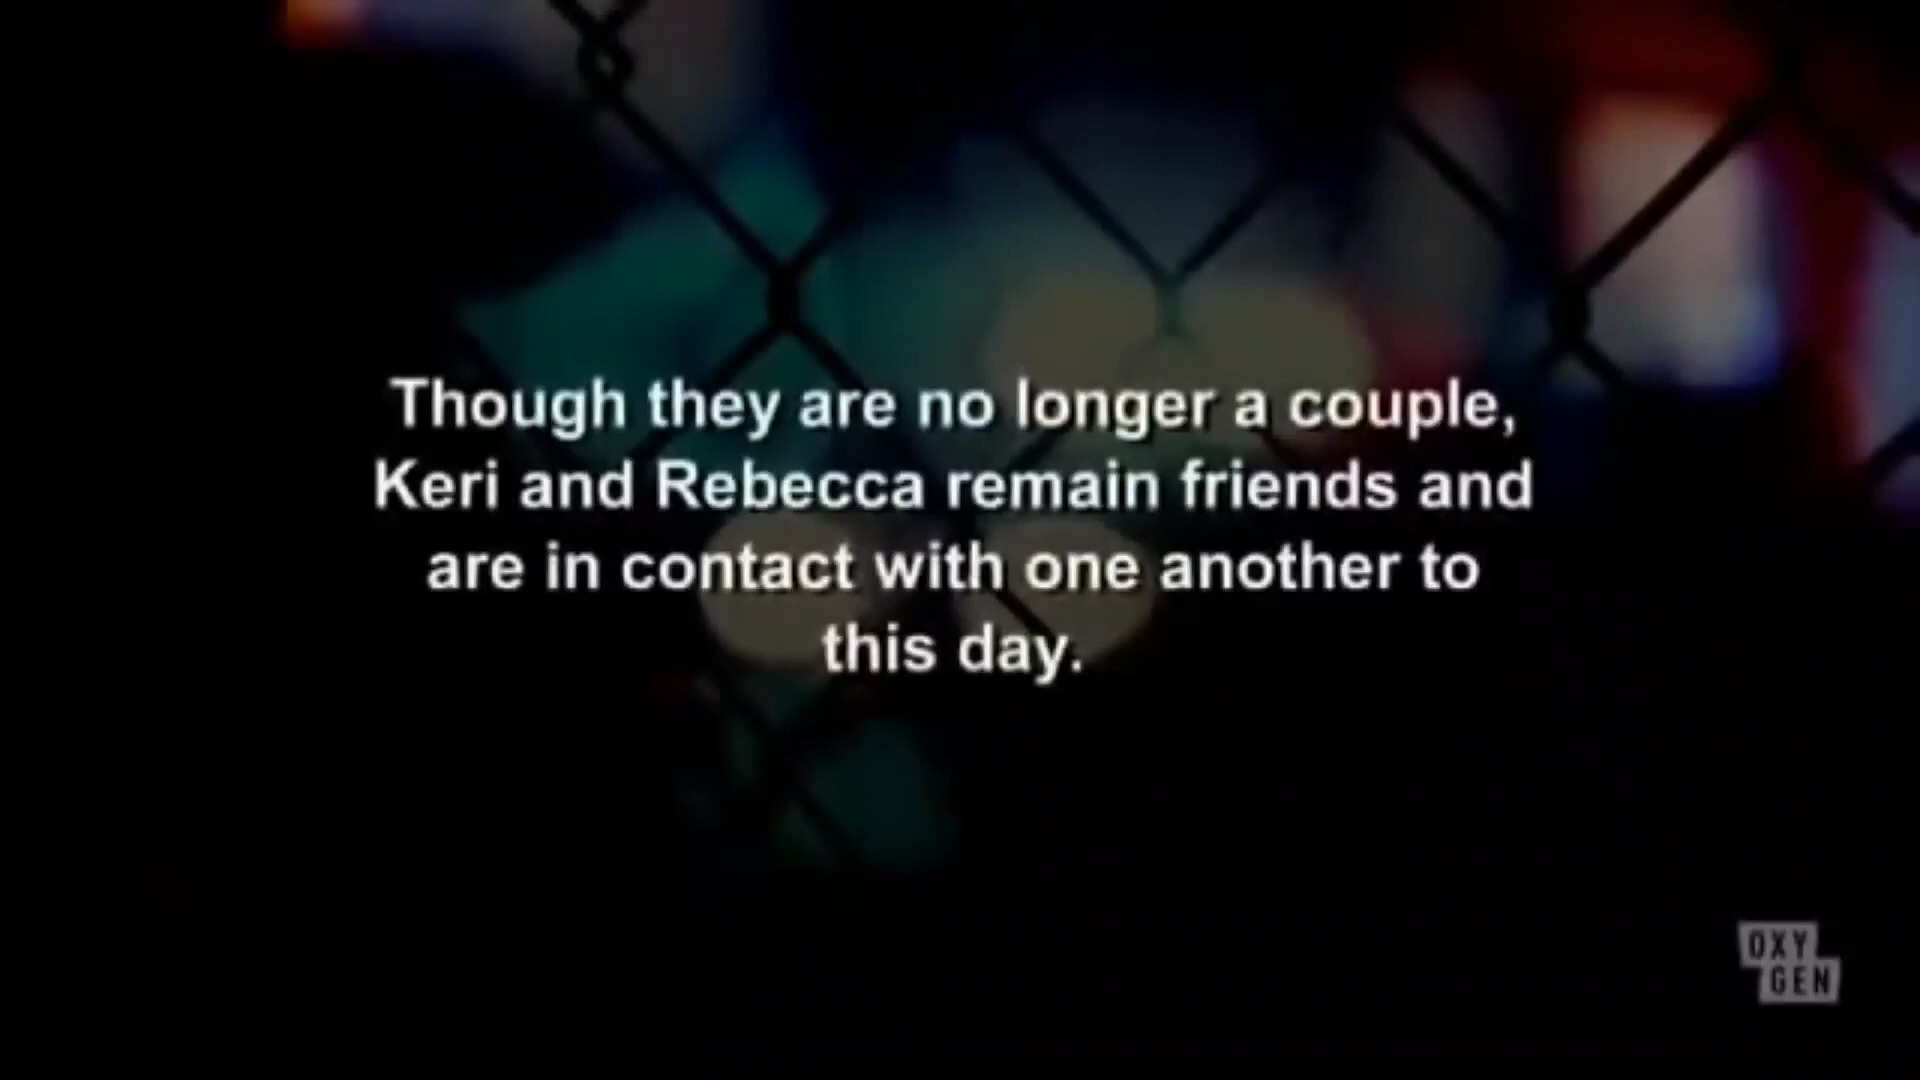 Though they are no longer a couple,
Keri and Rebecca remain friends and
are in contact with one another to
this day.
OXY
GEN